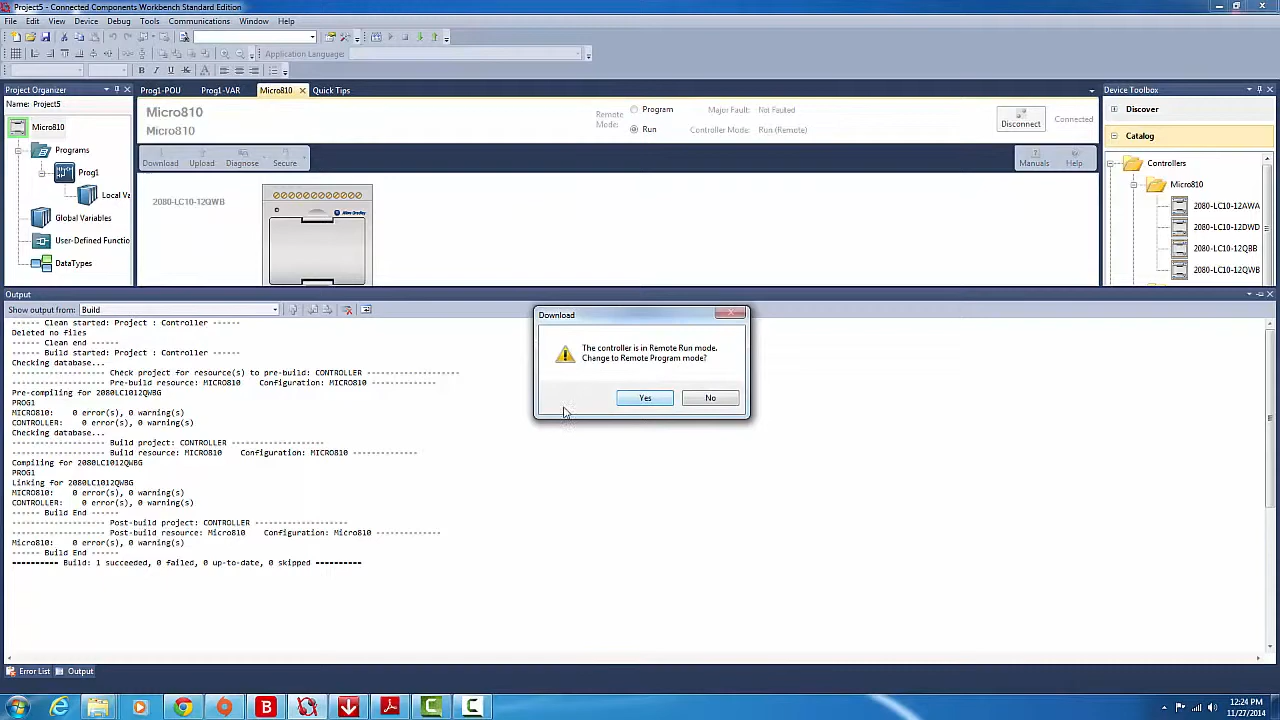 Project5 - Connected Components Workbench Standard Edition
File Edit View Device Debug Tools Communications Window Help
Application Language:
Project Organizer
Name: Project5
Micro810
Programs
Prog1
Local Va
Global Variables
User-Defined Functio
DataTypes
Prog1-POU Prog1-VAR Micro810 Quick Tips
Micro810
Micro810
Remote Mode: Program Run
Major Fault: Not Faulted
Controller Mode: Run (Remote)
Disconnect Connected
Download Upload Diagnose Secure Manuals Help
2080-LC10-12QWB
Allen-Bradley
Device Toolbox
Discover
Catalog
Controllers
Micro810
2080-LC10-12AWA
2080-LC10-12DWD
2080-LC10-12QBB
2080-LC10-12QWB
Output
Show output from: Build
------ Clean started: Project : Controller ------
Deleted no files
------ Clean end ------
------ Build started: Project : Controller ------
Checking database...
-------------------- Check project for resource(s) to pre-build: CONTROLLER --------------------
-------------------- Pre-build resource: MICRO810 Configuration: MICRO810 --------------------
Pre-compiling for 2080LC1012QWBG
PROG1
MICRO810: 0 error(s), 0 warning(s)
CONTROLLER: 0 error(s), 0 warning(s)
Checking database...
-------------------- Build project: CONTROLLER --------------------
-------------------- Build resource: MICRO810 Configuration: MICRO810 --------------------
Compiling for 2080LC1012QWBG
PROG1
Linking for 2080LC1012QWBG
MICRO810: 0 error(s), 0 warning(s)
CONTROLLER: 0 error(s), 0 warning(s)
------ Build End ------
-------------------- Post-build project: CONTROLLER --------------------
-------------------- Post-build resource: Micro810 Configuration: Micro810 --------------------
Micro810: 0 error(s), 0 warning(s)
------ Build End ------
---------- Build: 1 succeeded, 0 failed, 0 up-to-date, 0 skipped ----------
Download
The controller is in Remote Run mode.
Change to Remote Program mode?
Yes No
Error List Output
12:24 PM
11/27/2014